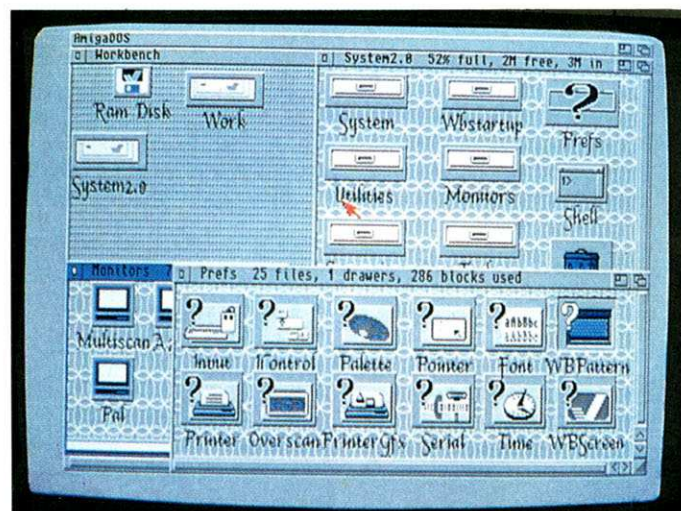 AmigaDOS
Workbench
System2.0 52% full, 2M free, 3M in
Ram Disk
Work
System2.0
System
Wbstartup
Prefs
Utilities
Monitors
Shell
Monitors
Multiscan
Pal
Prefs 25 files, 1 drawers, 286 blocks used
Input
IControl
Palette
Pointer
Font
WBPattern
Printer
Overscan
PrinterGfx
Serial
Time
WBScreen